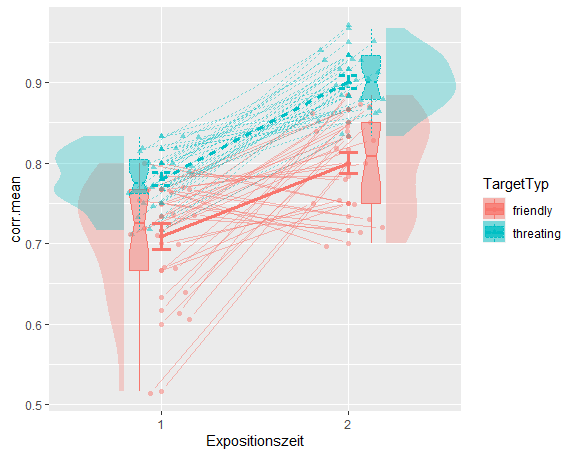 0.9
0.8
0.7
0.6
0.5
corr.mean
1
2
Expositionszeit
TargetTyp
friendly
threating